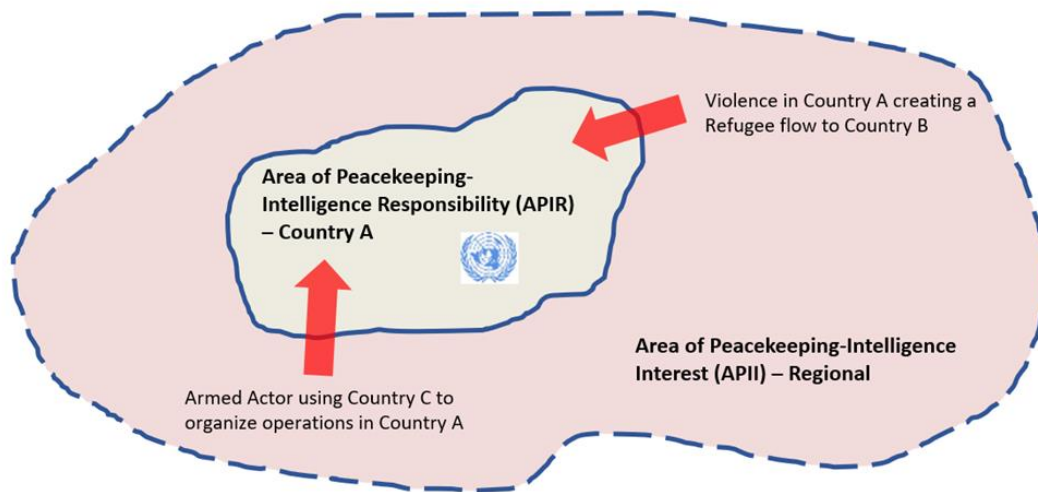 Violence in Country A creating a
Refugee flow to Country B
Area of Peacekeeping-
Intelligence Responsibility (APIR)
– Country A
Area of Peacekeeping-Intelligence
Interest (APII) – Regional
Armed Actor using Country C to
organize operations in Country A